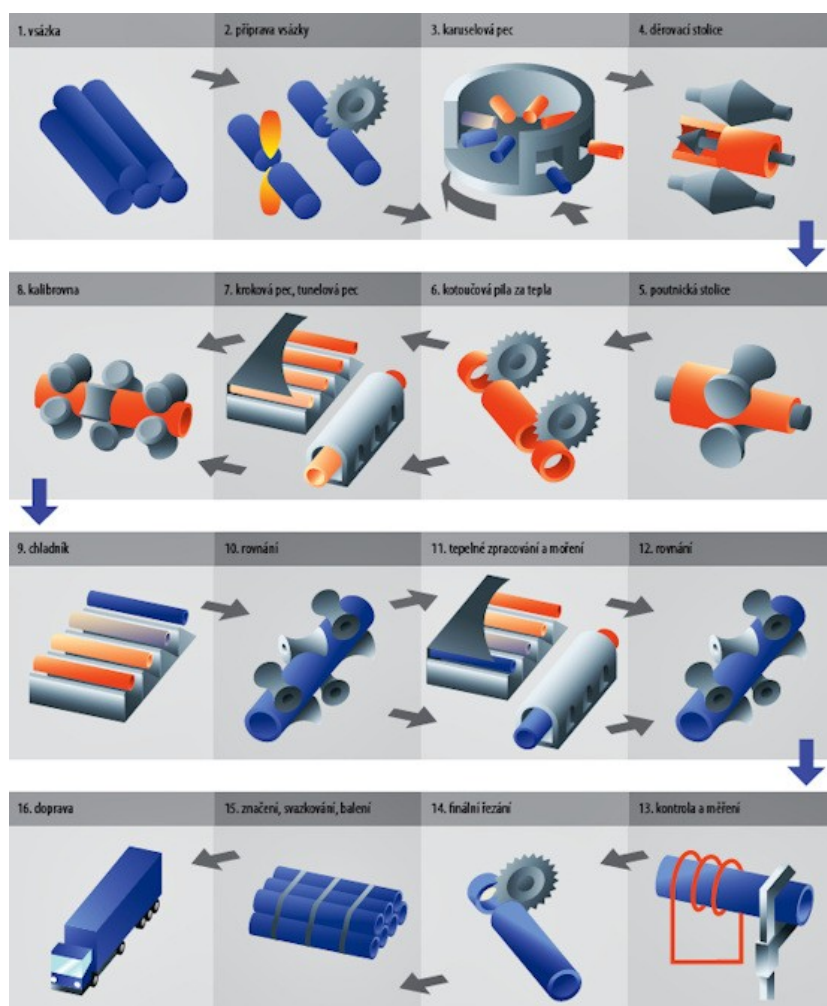 1. vsázka
2. příprava vsázky
3. karuselová pec
4. děrovací stolice
8. kalibrovna
7. kroková pec, tunelová pec
6. kotoučová pila za tepla
5. poutnická stolice
9. chladník
10. rovnání
11. tepelné zpracování a moření
12. rovnání
16. doprava
15. značení, svazkování, balení
14. finální řezání
13. kontrola a měření